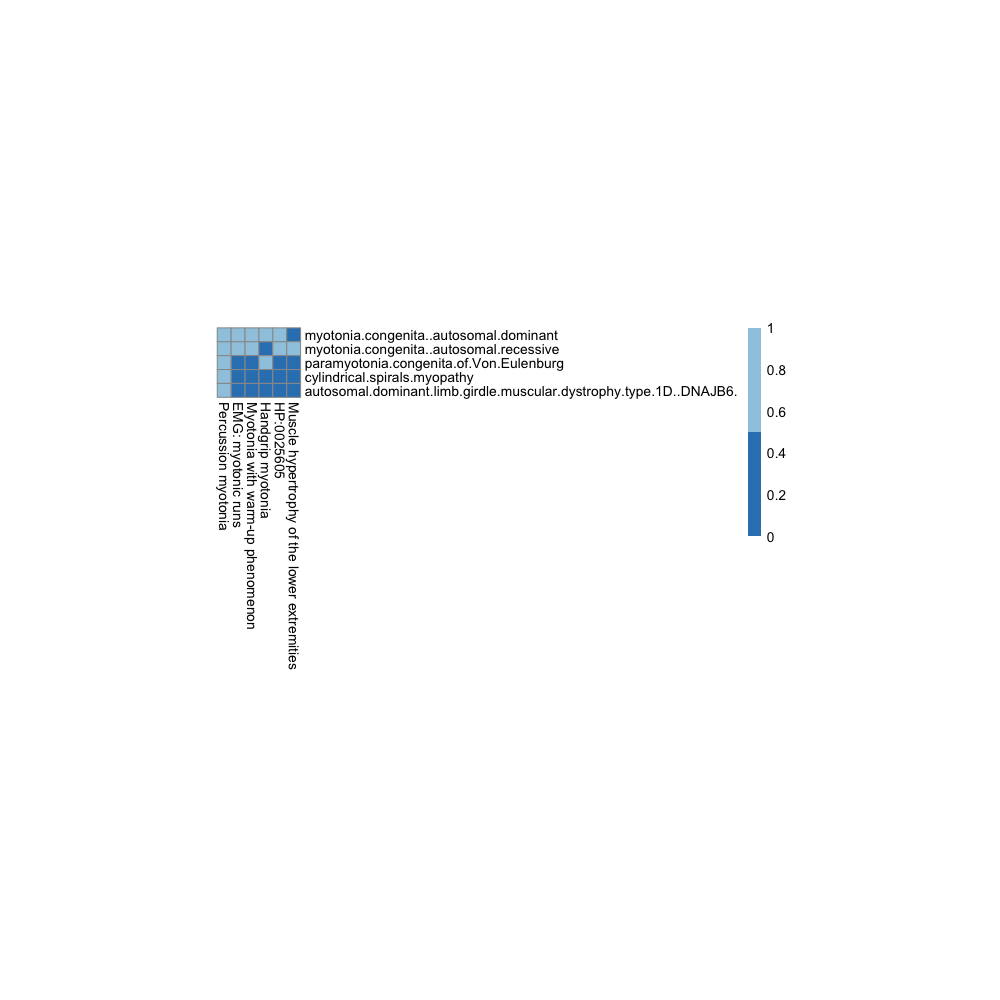 myotonia.congenita..autosomal.dominant
myotonia.congenita..autosomal.recessive
paramyotonia.congenita.of.Von.Eulenburg
cylindrical.spirals.myopathy
autosomal.dominant.limb.girdle.muscular.dystrophy.type.1D..DNAJB6.
Percussion myotonia
EMG: myotonic runs
Myotonia with warm-up phenomenon
Handgrip myotonia
HP:0025605
Muscle hypertrophy of the lower extremities
1
0.8
0.6
0.4
0.2
0